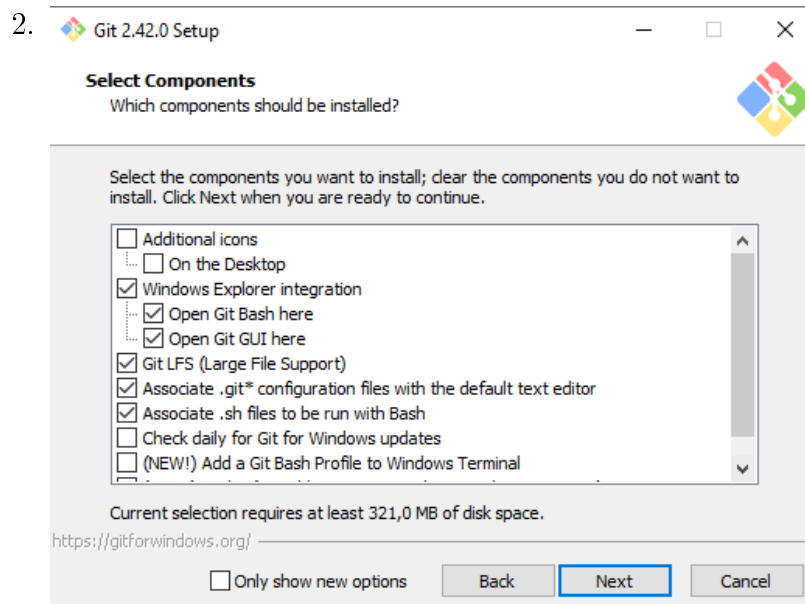 2. Git 2.42.0 Setup
Select Components
Which components should be installed?
Select the components you want to install; clear the components you do not want to
install. Click Next when you are ready to continue.
Additional icons
On the Desktop
Windows Explorer integration
Open Git Bash here
Open Git GUI here
Git LFS (Large File Support)
Associate .git* configuration files with the default text editor
Associate .sh files to be run with Bash
Check daily for Git for Windows updates
(NEW!) Add a Git Bash Profile to Windows Terminal
Current selection requires at least 321,0 MB of disk space.
https://gitforwindows.org/
Only show new options Back Next Cancel